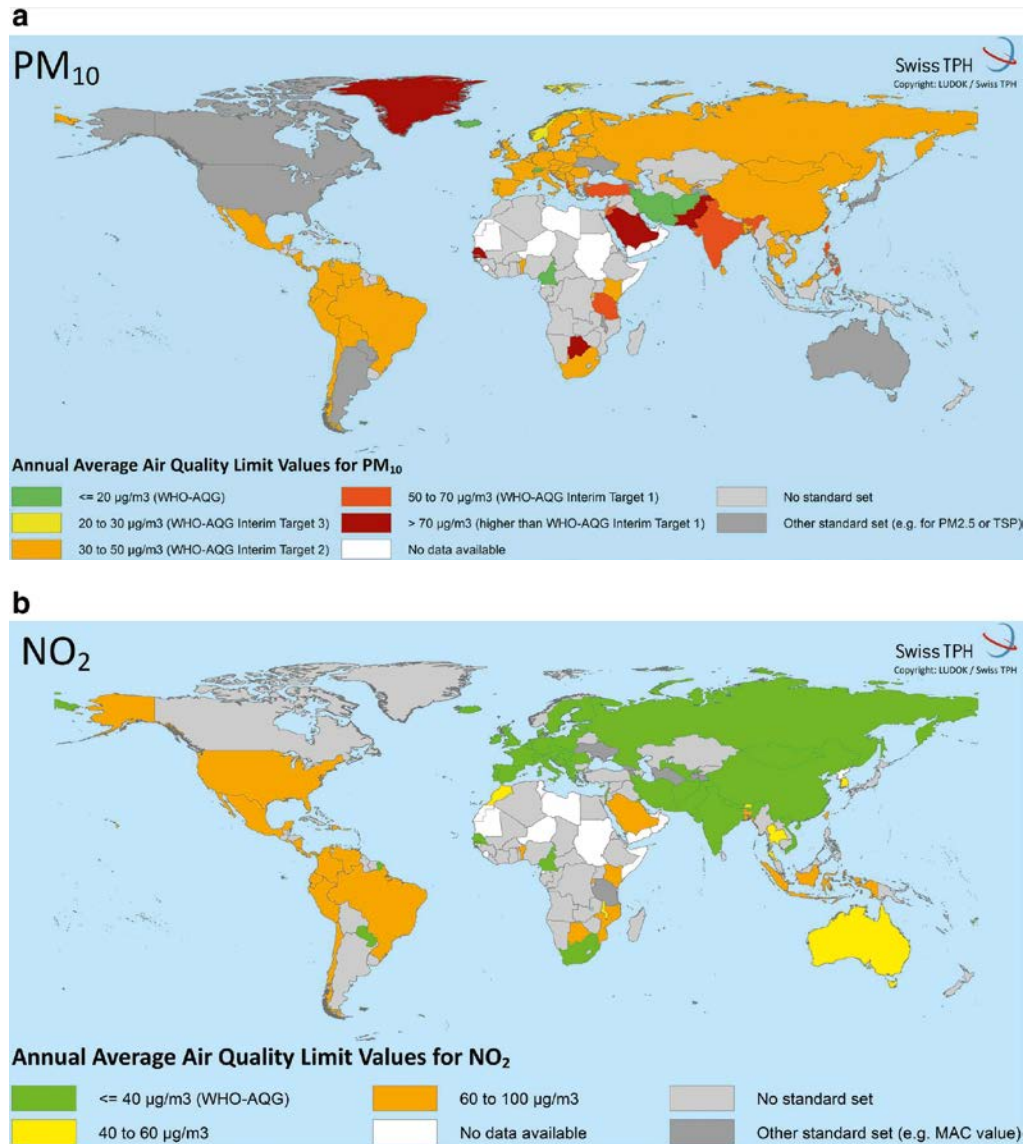 a
PM₁₀
Swiss TPH
Copyright: LUDOK / Swiss TPH
Annual Average Air Quality Limit Values for PM₁₀
<= 20 µg/m3 (WHO-AQG)
20 to 30 µg/m3 (WHO-AQG Interim Target 3)
30 to 50 µg/m3 (WHO-AQG Interim Target 2)
50 to 70 µg/m3 (WHO-AQG Interim Target 1)
> 70 µg/m3 (higher than WHO-AQG Interim Target 1)
No data available
No standard set
Other standard set (e.g. for PM2.5 or TSP)
b
NO₂
Swiss TPH
Copyright: LUDOK / Swiss TPH
Annual Average Air Quality Limit Values for NO₂
<= 40 µg/m3 (WHO-AQG)
40 to 60 µg/m3
60 to 100 µg/m3
No data available
No standard set
Other standard set (e.g. MAC value)